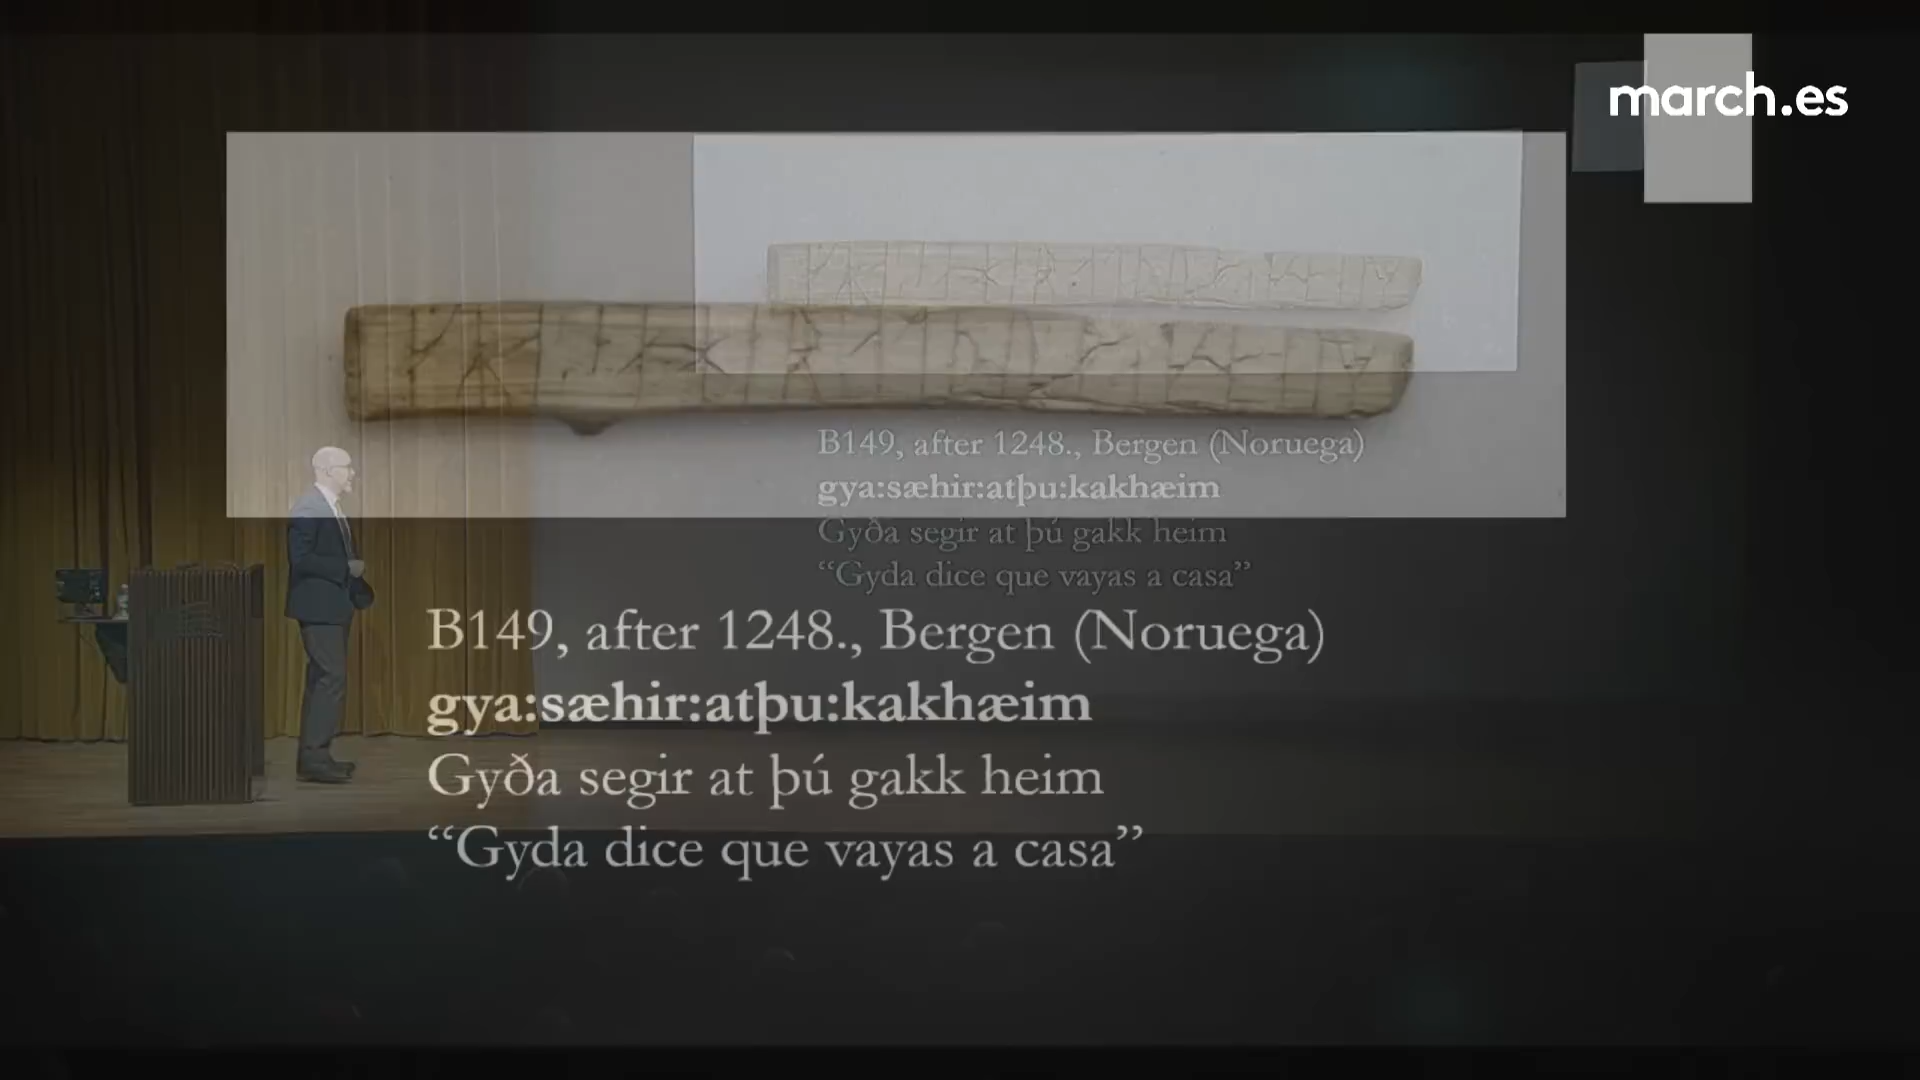 march.es
B149, after 1248., Bergen (Noruega)
gya:sæhir:atþu:kakhæim
Gyða segir at þú gakk heim
“Gyda dice que vayas a casa”
B149, after 1248., Bergen (Noruega)
gya:sæhir:atþu:kakhæim
Gyða segir at þú gakk heim
“Gyda dice que vayas a casa”